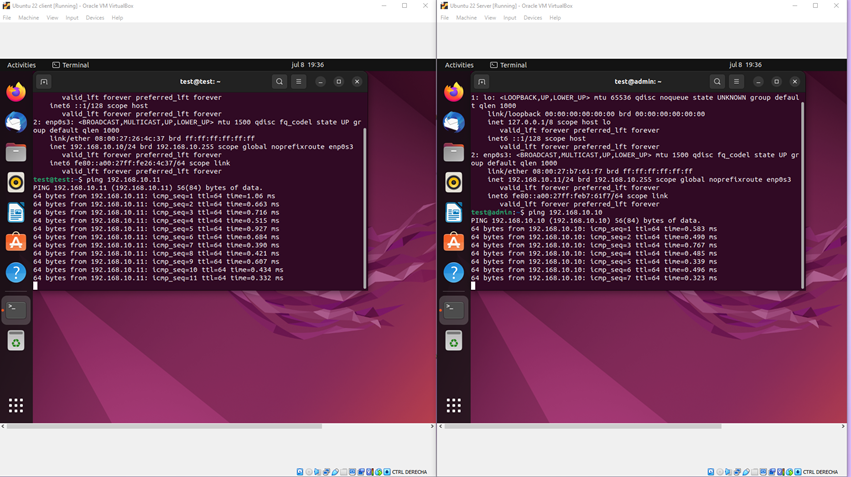 Ubuntu 22 client [Running] - Oracle VM VirtualBox
File Machine View Input Devices Help
Activities Terminal Jul 8 19:36
test@test: ~
valid_lft forever preferred_lft forever
inet6 ::1/128 scope host
valid_lft forever preferred_lft forever
2: enp0s3: <BROADCAST,MULTICAST,UP,LOWER_UP> mtu 1500 qdisc fq_codel state UP gr
oup default qlen 1000
link/ether 08:00:27:26:4c:37 brd ff:ff:ff:ff:ff:ff
inet 192.168.10.10/24 brd 192.168.10.255 scope global noprefixroute enp0s3
valid_lft forever preferred_lft forever
inet6 fe80::a00:27ff:fe26:4c37/64 scope link
valid_lft forever preferred_lft forever
test@test:~$ ping 192.168.10.11
PING 192.168.10.11 (192.168.10.11) 56(84) bytes of data.
64 bytes from 192.168.10.11: icmp_seq=1 ttl=64 time=1.06 ms
64 bytes from 192.168.10.11: icmp_seq=2 ttl=64 time=0.663 ms
64 bytes from 192.168.10.11: icmp_seq=3 ttl=64 time=0.716 ms
64 bytes from 192.168.10.11: icmp_seq=4 ttl=64 time=0.515 ms
64 bytes from 192.168.10.11: icmp_seq=5 ttl=64 time=0.927 ms
64 bytes from 192.168.10.11: icmp_seq=6 ttl=64 time=0.684 ms
64 bytes from 192.168.10.11: icmp_seq=7 ttl=64 time=0.390 ms
64 bytes from 192.168.10.11: icmp_seq=8 ttl=64 time=0.421 ms
64 bytes from 192.168.10.11: icmp_seq=9 ttl=64 time=0.607 ms
64 bytes from 192.168.10.11: icmp_seq=10 ttl=64 time=0.434 ms
64 bytes from 192.168.10.11: icmp_seq=11 ttl=64 time=0.332 ms
CTRL DERECHA
Ubuntu 22 Server [Running] - Oracle VM VirtualBox
File Machine View Input Devices Help
Activities Terminal Jul 8 19:36
test@admin: ~
1: lo: <LOOPBACK,UP,LOWER_UP> mtu 65536 qdisc noqueue state UNKNOWN group defaul
t qlen 1000
link/loopback 00:00:00:00:00:00 brd 00:00:00:00:00:00
inet 127.0.0.1/8 scope host lo
valid_lft forever preferred_lft forever
inet6 ::1/128 scope host
valid_lft forever preferred_lft forever
2: enp0s3: <BROADCAST,MULTICAST,UP,LOWER_UP> mtu 1500 qdisc fq_codel state UP gr
oup default qlen 1000
link/ether 08:00:27:b7:61:f7 brd ff:ff:ff:ff:ff:ff
inet 192.168.10.11/24 brd 192.168.10.255 scope global noprefixroute enp0s3
valid_lft forever preferred_lft forever
inet6 fe80::a00:27ff:feb7:61f7/64 scope link
valid_lft forever preferred_lft forever
test@admin:~$ ping 192.168.10.10
PING 192.168.10.10 (192.168.10.10) 56(84) bytes of data.
64 bytes from 192.168.10.10: icmp_seq=1 ttl=64 time=0.583 ms
64 bytes from 192.168.10.10: icmp_seq=2 ttl=64 time=0.490 ms
64 bytes from 192.168.10.10: icmp_seq=3 ttl=64 time=0.767 ms
64 bytes from 192.168.10.10: icmp_seq=4 ttl=64 time=0.485 ms
64 bytes from 192.168.10.10: icmp_seq=5 ttl=64 time=0.339 ms
64 bytes from 192.168.10.10: icmp_seq=6 ttl=64 time=0.496 ms
64 bytes from 192.168.10.10: icmp_seq=7 ttl=64 time=0.323 ms
CTRL DERECHA